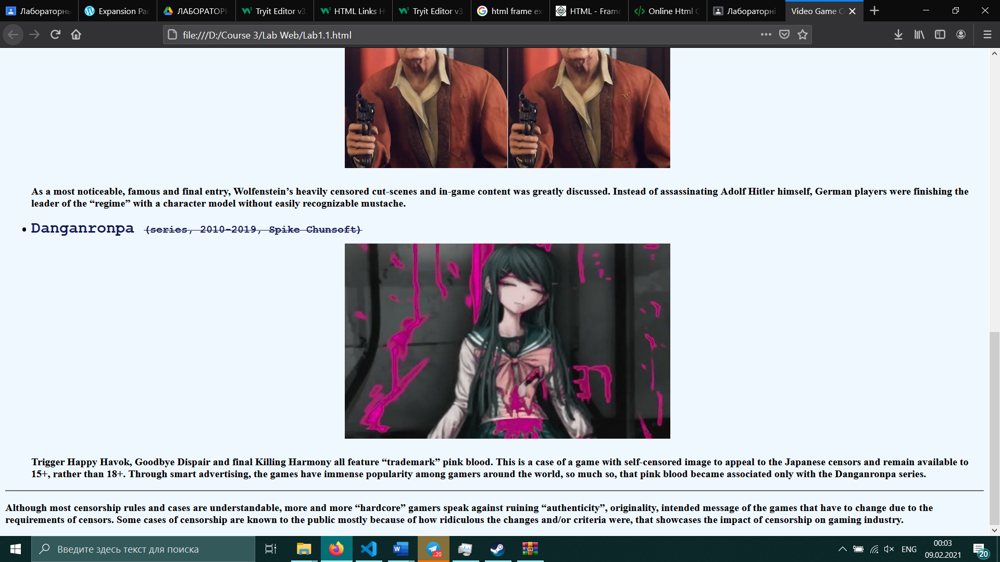 Лабораторны
Expansion Pac
ЛАБОРАТОРН
Tryit Editor v3.
HTML Links H
Tryit Editor v3.
html frame ex
HTML - Frame
Online Html C
Лабораторні
Video Game C
file:///D:/Course 3/Lab Web/Lab1.1.html
As a most noticeable, famous and final entry, Wolfenstein’s heavily censored cut-scenes and in-game content was greatly discussed. Instead of assassinating Adolf Hitler himself, German players were finishing the
leader of the “regime” with a character model without easily recognizable mustache.
Danganronpa (series, 2010-2019, Spike Chunsoft)
Trigger Happy Havok, Goodbye Dispair and final Killing Harmony all feature “trademark” pink blood. This is a case of a game with self-censored image to appeal to the Japanese censors and remain available to
15+, rather than 18+. Through smart advertising, the games have immense popularity among gamers around the world, so much so, that pink blood became associated only with the Danganronpa series.
Although most censorship rules and cases are understandable, more and more “hardcore” gamers speak against ruining “authenticity”, originality, intended message of the games that have to change due to the
requirements of censors. Some cases of censorship are known to the public mostly because of how ridiculous the changes and/or criteria were, that showcases the impact of censorship on gaming industry.
Введите здесь текст для поиска
..20
ENG
00:03
09.02.2021
20